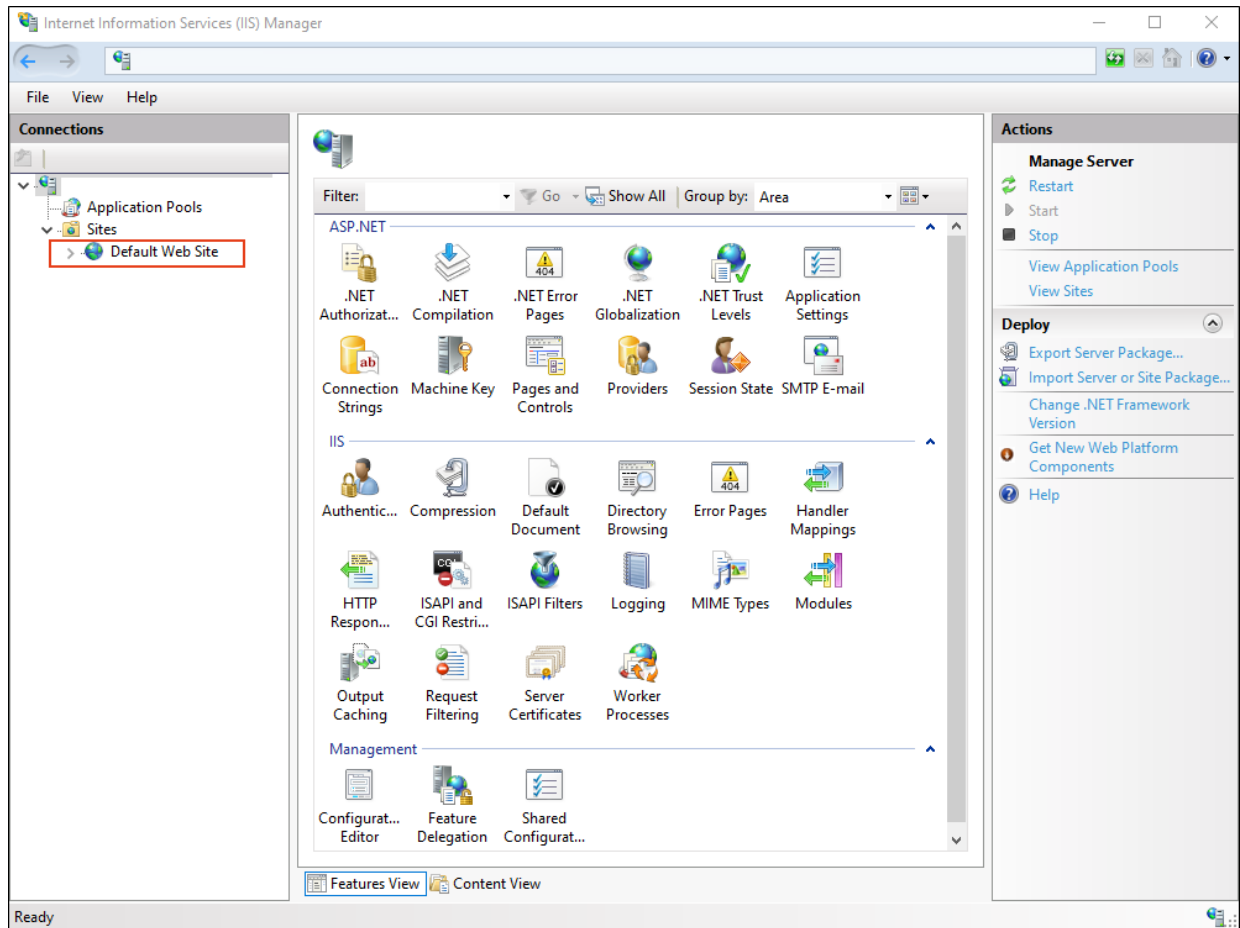 Internet Information Services (IIS) Manager
File View Help
Connections
Application Pools
Sites
Default Web Site
Filter: Go Show All Group by: Area
ASP.NET
.NET Authorizat...
.NET Compilation
.NET Error Pages
.NET Globalization
.NET Trust Levels
Application Settings
Connection Strings
Machine Key
Pages and Controls
Providers
Session State
SMTP E-mail
IIS
Authentic...
Compression
Default Document
Directory Browsing
Error Pages
Handler Mappings
HTTP Respon...
ISAPI and CGI Restri...
ISAPI Filters
Logging
MIME Types
Modules
Output Caching
Request Filtering
Server Certificates
Worker Processes
Management
Configurat... Editor
Feature Delegation
Shared Configurat...
Features View Content View
Actions
Manage Server
Restart
Start
Stop
View Application Pools
View Sites
Deploy
Export Server Package...
Import Server or Site Package...
Change .NET Framework
Version
Get New Web Platform
Components
Help
Ready